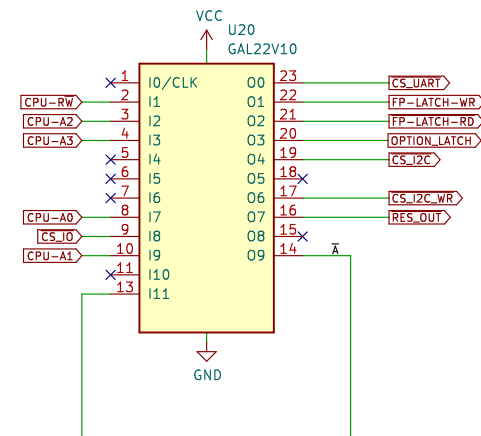 VCC
U20
GAL22V10
1 I0/CLK O0 23 CS_UART
CPU-RW 2 I1 O1 22 FP-LATCH-WR
CPU-A2 3 I2 O2 21 FP-LATCH-RD
CPU-A3 4 I3 O3 20 OPTION_LATCH
5 I4 O4 19 CS_I2C
6 I5 O5 18
7 I6 O6 17 CS_I2C_WR
CPU-A0 8 I7 O7 16 RES_OUT
CS_IO 9 I8 O8 15
CPU-A1 10 I9 O9 14 A
11 I10
13 I11
GND